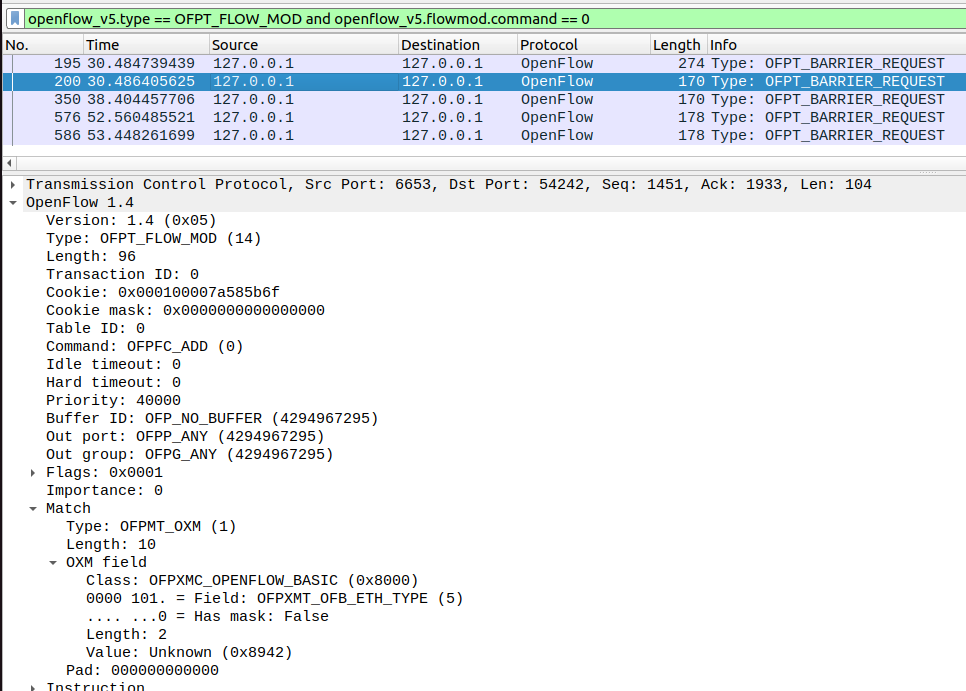 openflow_v5.type == OFPT_FLOW_MOD and openflow_v5.flowmod.command == 0
No. Time Source Destination Protocol Length Info
195 30.484739439 127.0.0.1 127.0.0.1 OpenFlow 274 Type: OFPT_BARRIER_REQUEST
200 30.486405625 127.0.0.1 127.0.0.1 OpenFlow 170 Type: OFPT_BARRIER_REQUEST
350 38.404457706 127.0.0.1 127.0.0.1 OpenFlow 170 Type: OFPT_BARRIER_REQUEST
576 52.560485521 127.0.0.1 127.0.0.1 OpenFlow 178 Type: OFPT_BARRIER_REQUEST
586 53.448261699 127.0.0.1 127.0.0.1 OpenFlow 178 Type: OFPT_BARRIER_REQUEST
Transmission Control Protocol, Src Port: 6653, Dst Port: 54242, Seq: 1451, Ack: 1933, Len: 104
OpenFlow 1.4
Version: 1.4 (0x05)
Type: OFPT_FLOW_MOD (14)
Length: 96
Transaction ID: 0
Cookie: 0x000100007a585b6f
Cookie mask: 0x0000000000000000
Table ID: 0
Command: OFPFC_ADD (0)
Idle timeout: 0
Hard timeout: 0
Priority: 40000
Buffer ID: OFP_NO_BUFFER (4294967295)
Out port: OFPP_ANY (4294967295)
Out group: OFPG_ANY (4294967295)
Flags: 0x0001
Importance: 0
Match
Type: OFPMT_OXM (1)
Length: 10
OXM field
Class: OFPXMC_OPENFLOW_BASIC (0x8000)
0000 101. = Field: OFPXMT_OFB_ETH_TYPE (5)
.... ...0 = Has mask: False
Length: 2
Value: Unknown (0x8942)
Pad: 000000000000
Instruction